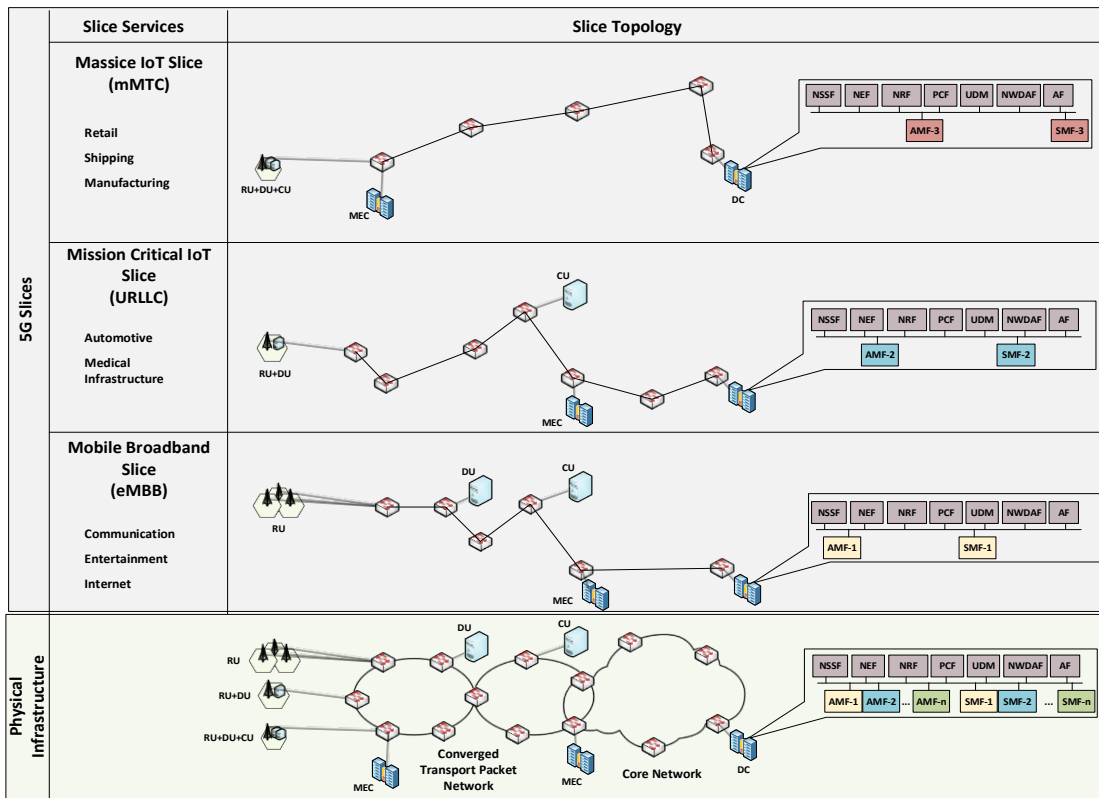 Slice Services
Slice Topology
5G Slices
Massice IoT Slice
(mMTC)
Retail
Shipping
Manufacturing
RU+DU+CU
MEC
DC
NSSF NEF NRF PCF UDM NWDAF AF
AMF-3 SMF-3
Mission Critical IoT
Slice
(URLLC)
Automotive
Medical
Infrastructure
RU+DU
CU
MEC
NSSF NEF NRF PCF UDM NWDAF AF
AMF-2 SMF-2
Mobile Broadband
Slice
(eMBB)
Communication
Entertainment
Internet
RU
DU
CU
MEC
NSSF NEF NRF PCF UDM NWDAF AF
AMF-1 SMF-1
Physical
Infrastructure
RU
RU+DU
RU+DU+CU
DU
CU
MEC
Converged
Transport Packet
Network
MEC
Core Network
DC
NSSF NEF NRF PCF UDM NWDAF AF
AMF-1 AMF-2 ... AMF-n SMF-1 SMF-2 ... SMF-n